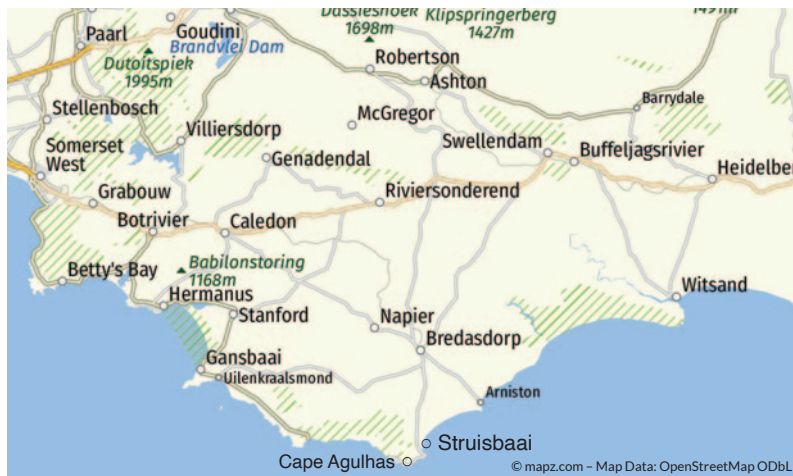 Dassieshoek
1698m
Klipspringerberg
1427m
1491m
Paarl
Goudini
Brandvlei Dam
Dutoitspiek
1995m
Robertson
Ashton
Barrydale
Stellenbosch
McGregor
Villiersdorp
Swellendam
Buffeljagsrivier
Somerset
West
Genadendal
Heidelber
Grabouw
Riviersonderend
Botrivier
Caledon
Babilonstoring
1168m
Betty's Bay
Witsand
Hermanus
Stanford
Napier
Bredasdorp
Gansbaai
Uilenkraalsmond
Arniston
Struisbaai
Cape Agulhas
© mapz.com – Map Data: OpenStreetMap ODbL